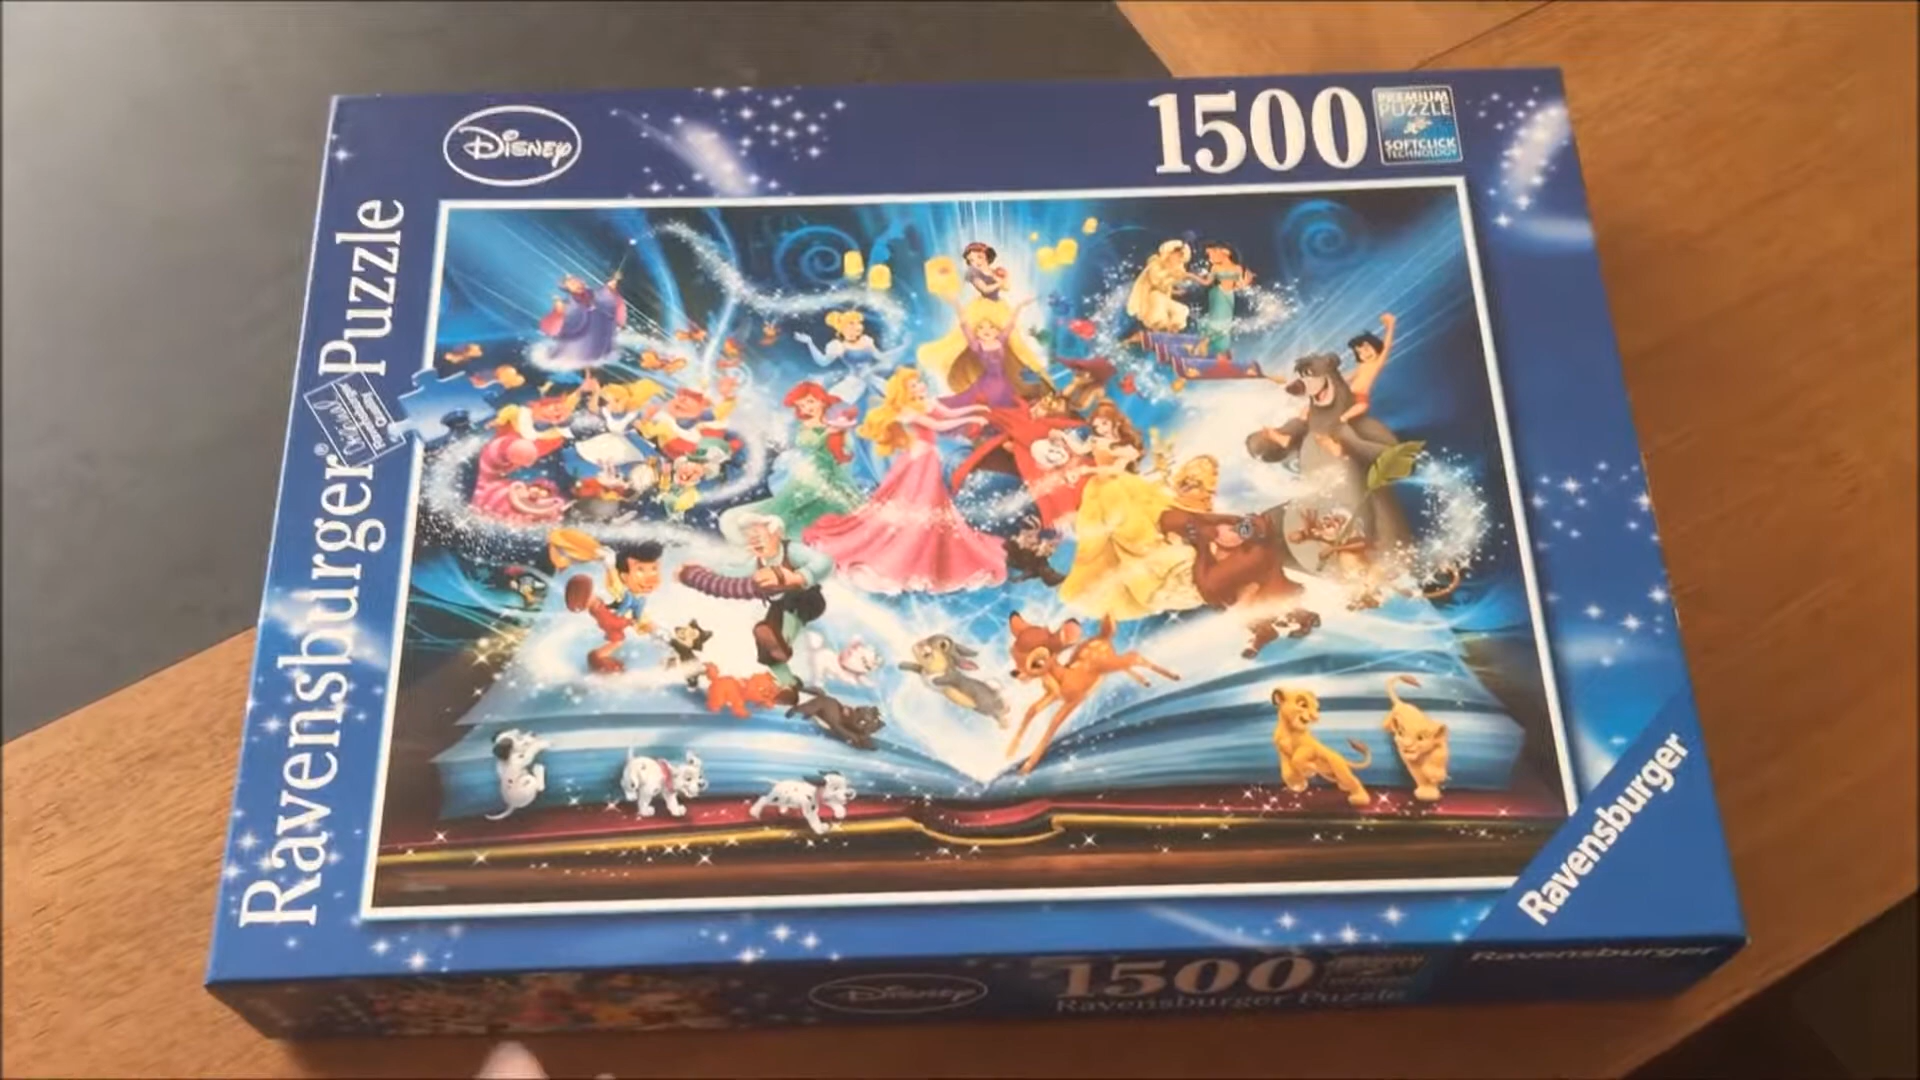 Disney
1500
PREMIUM
PUZZLE
SOFTCLICK
TECHNOLOGY
Ravensburger® Puzzle
Ravensburger
Disney
1500
Ravensburger Puzzle
Ravensburger